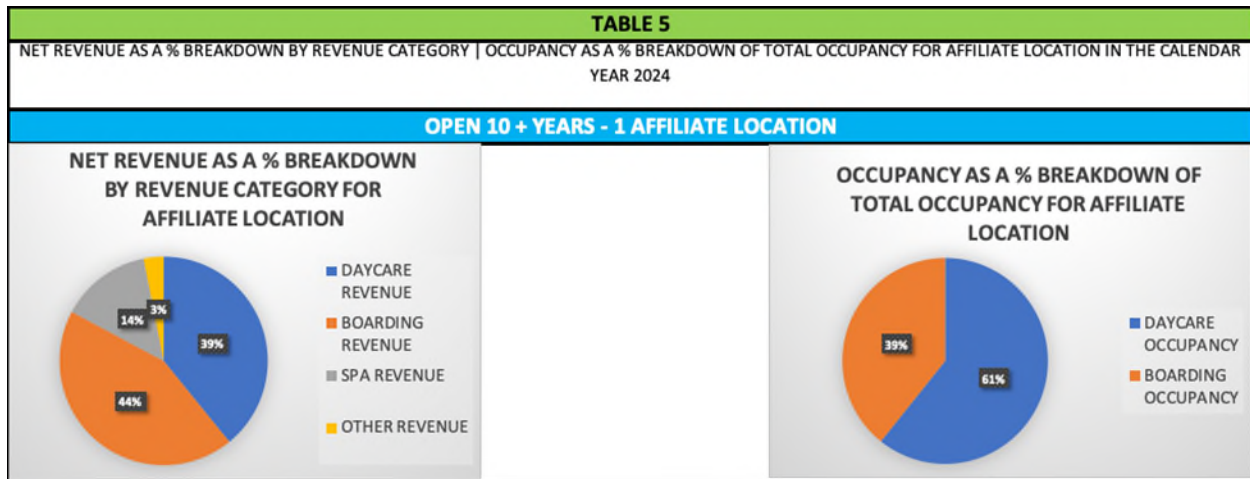 TABLE 5
NET REVENUE AS A % BREAKDOWN BY REVENUE CATEGORY | OCCUPANCY AS A % BREAKDOWN OF TOTAL OCCUPANCY FOR AFFILIATE LOCATION IN THE CALENDAR
YEAR 2024
OPEN 10 + YEARS - 1 AFFILIATE LOCATION
NET REVENUE AS A % BREAKDOWN
BY REVENUE CATEGORY FOR
AFFILIATE LOCATION
3%
14%
39%
44%
DAYCARE
REVENUE
BOARDING
REVENUE
SPA REVENUE
OTHER REVENUE
OCCUPANCY AS A % BREAKDOWN OF
TOTAL OCCUPANCY FOR AFFILIATE
LOCATION
39%
61%
DAYCARE
OCCUPANCY
BOARDING
OCCUPANCY